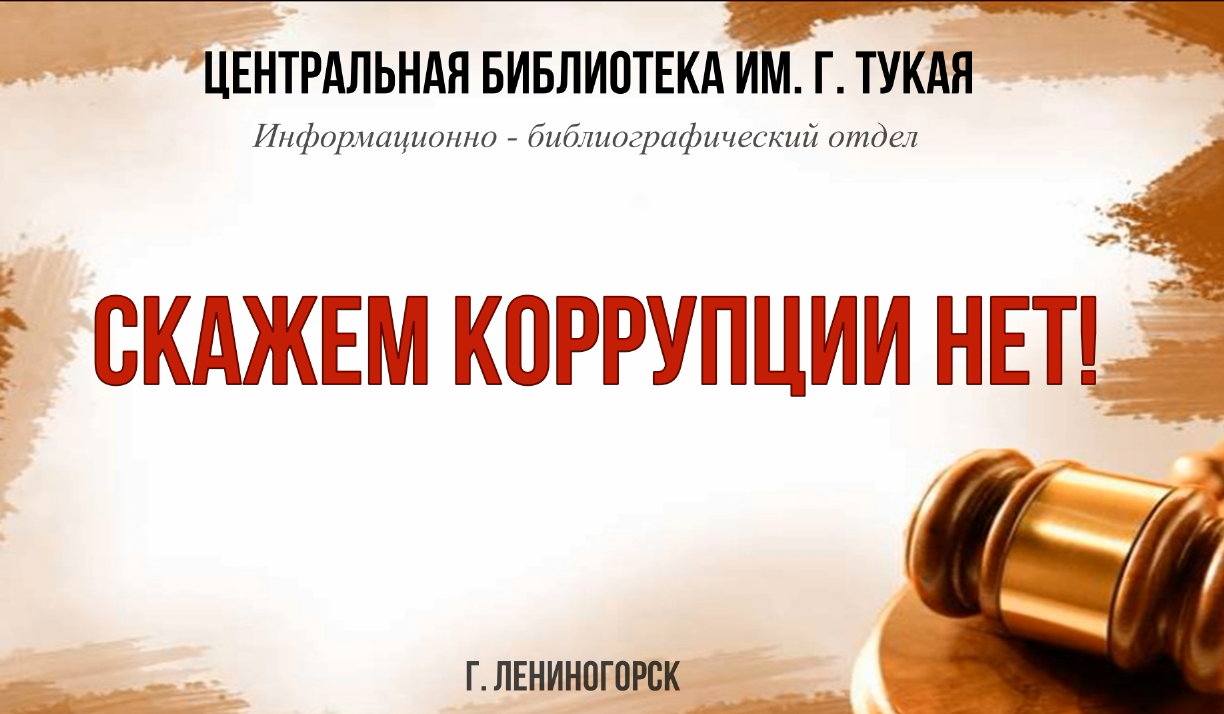 ЦЕНТРАЛЬНАЯ БИБЛИОТЕКА ИМ. Г. ТУКАЯ
Информационно - библиографический отдел
СКАЖЕМ КОРРУПЦИИ НЕТ!
Г. ЛЕНИНОГОРСК